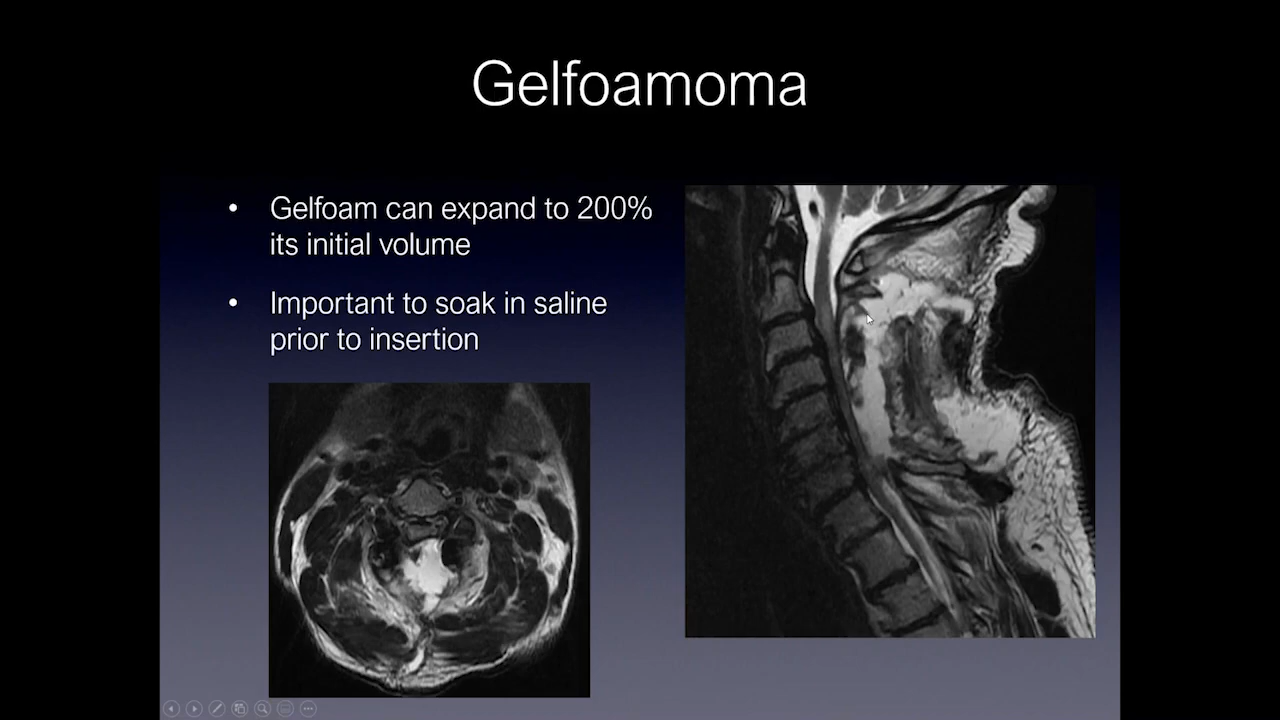 Gelfoamoma
• Gelfoam can expand to 200%
its initial volume
• Important to soak in saline
prior to insertion